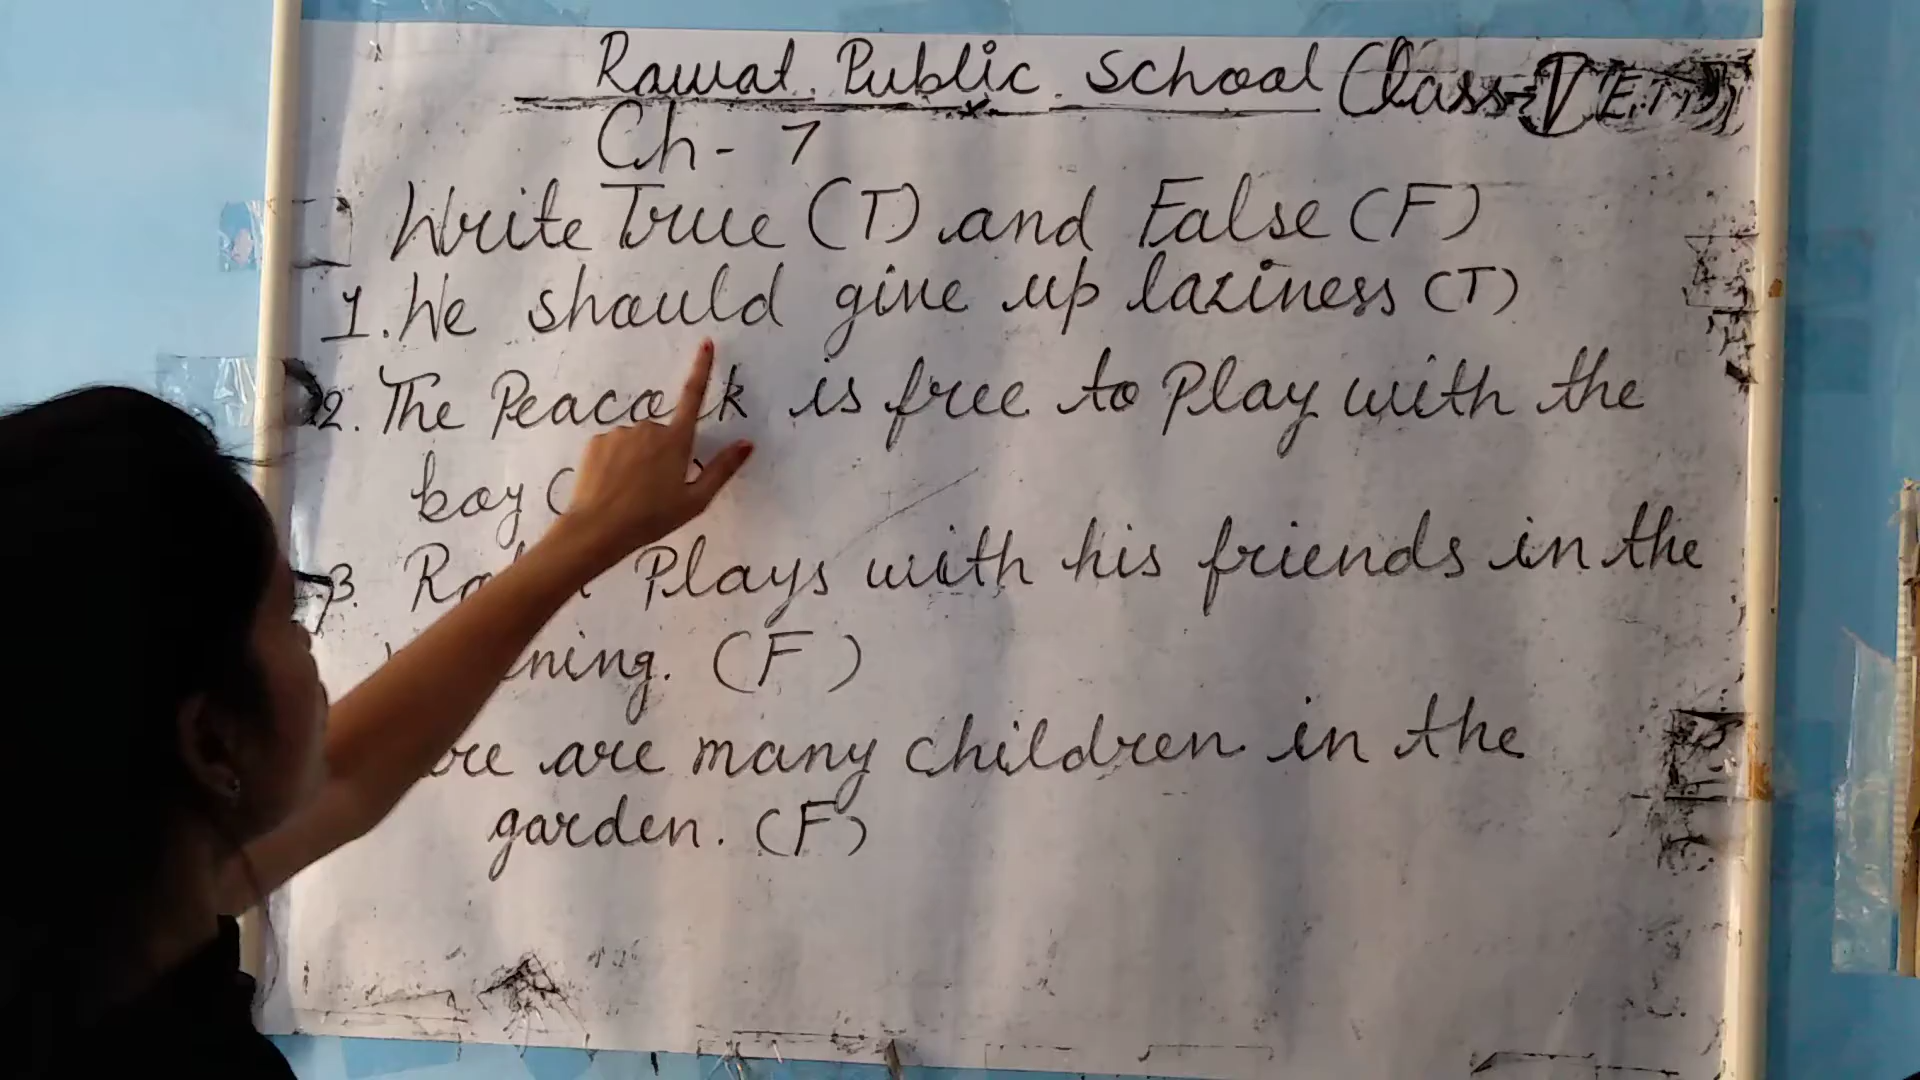 Rawat Public School Class-V
Ch- 7
Write True (T) and False (F)
1. We should give up laziness (T)
2. The Peacock is free to Play with the
boy (
3. Plays with his friends in the
(F)
are many children in the
garden. (F)